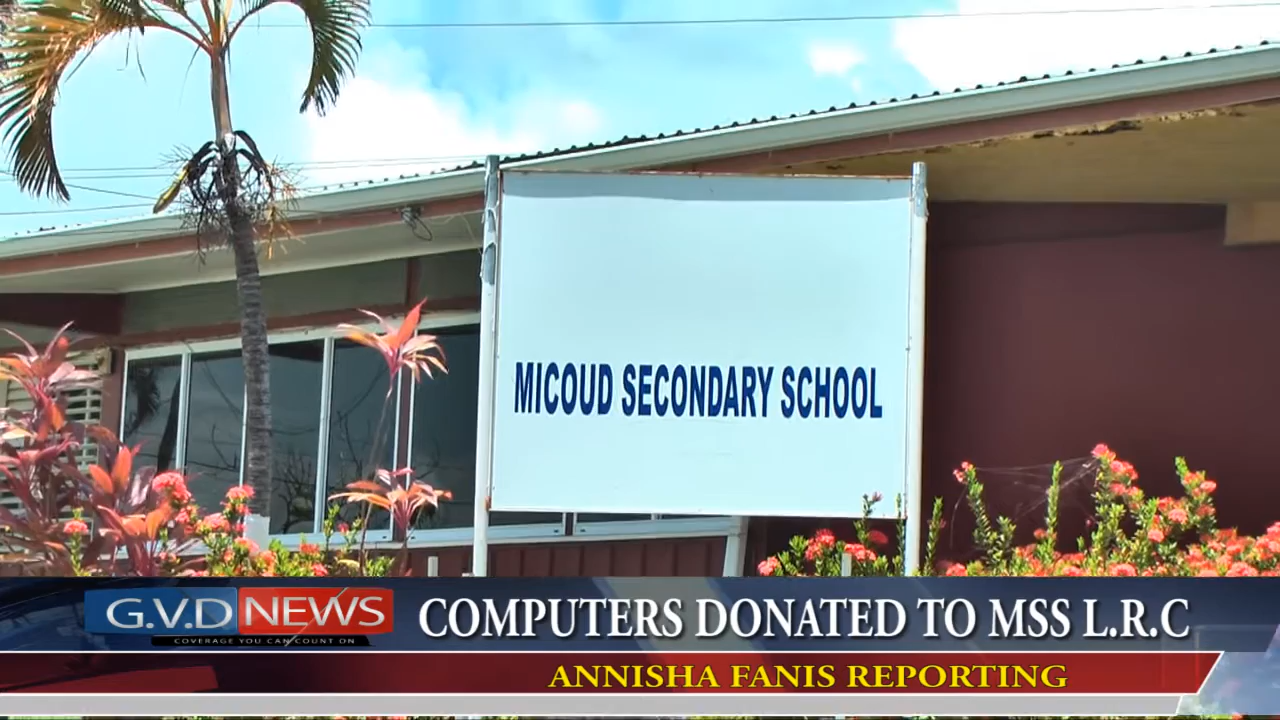 MICOUD SECONDARY SCHOOL
G.V.D NEWS
COVERAGE YOU CAN COUNT ON
COMPUTERS DONATED TO MSS L.R.C
ANNISHA FANIS REPORTING